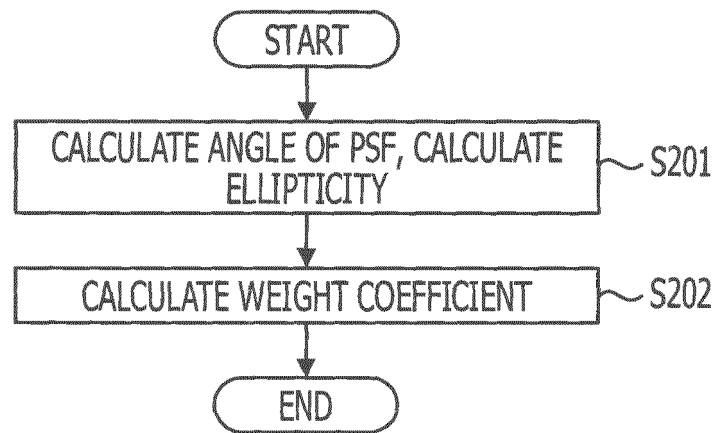 START
CALCULATE ANGLE OF PSF, CALCULATE
ELLIPTICITY
S201
CALCULATE WEIGHT COEFFICIENT
S202
END